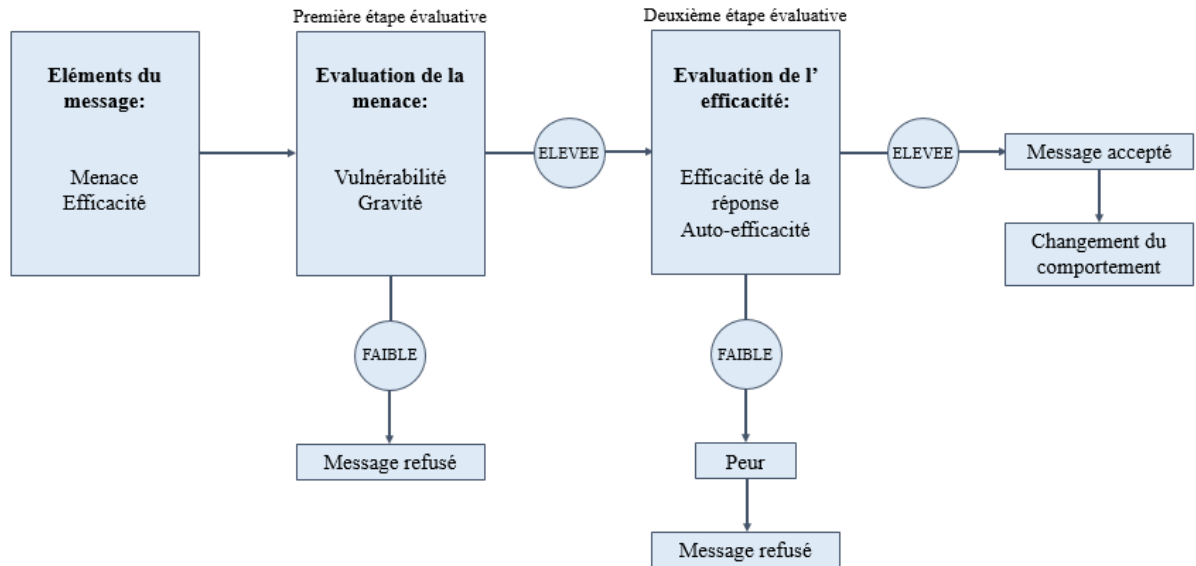 Première étape évaluative
Deuxième étape évaluative
Eléments du
message:
Menace
Efficacité
Evaluation de la
menace:
Vulnérabilité
Gravité
ELEVEE
Evaluation de l’
efficacité:
Efficacité de la
réponse
Auto-efficacité
ELEVEE
Message accepté
Changement du
comportement
FAIBLE
Message refusé
FAIBLE
Peur
Message refusé